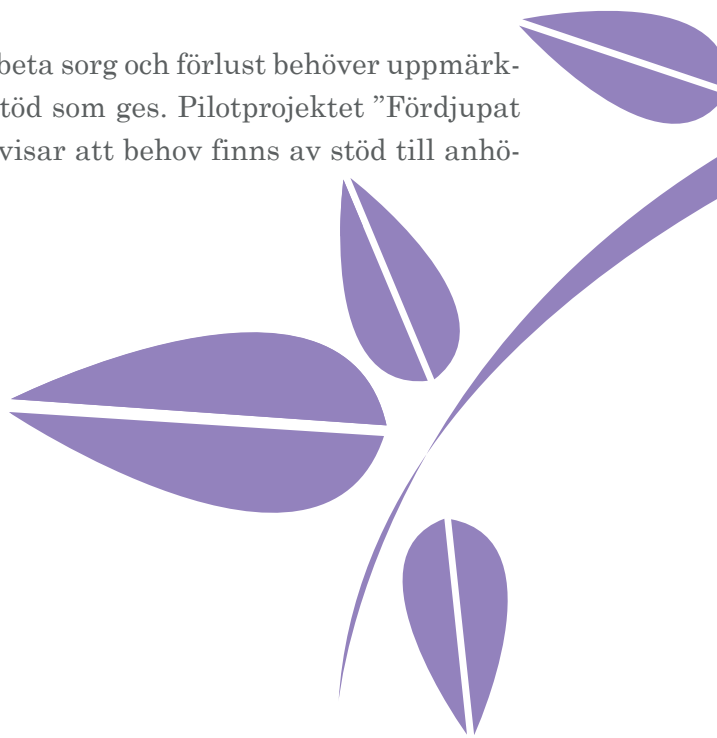 beta sorg och förlust behöver uppmärk-
töd som ges. Pilotprojektet ”Fördjupat
visar att behov finns av stöd till anhö-